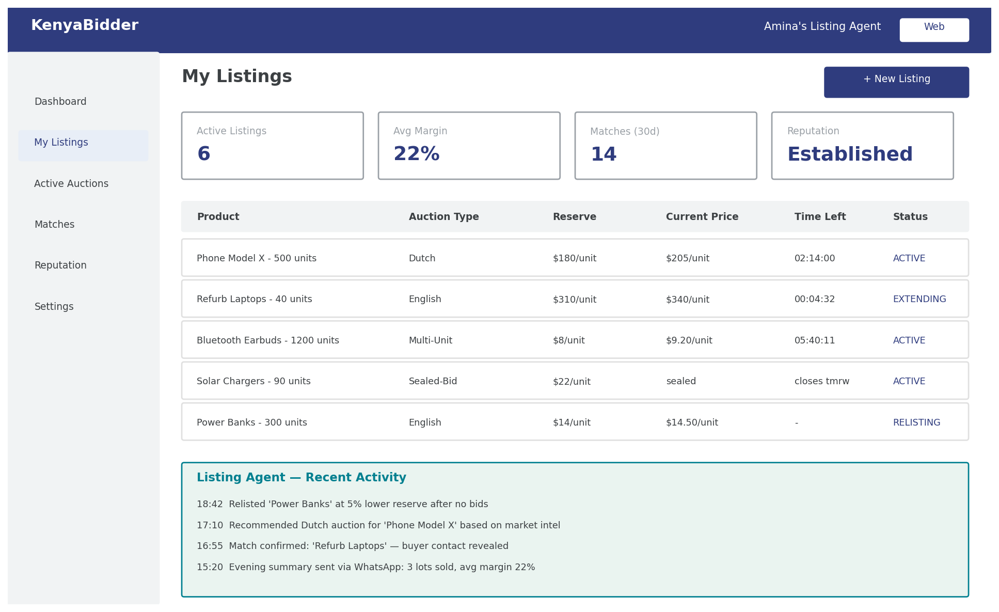 KenyaBidder
Amina's Listing Agent
Web
Dashboard
My Listings
Active Auctions
Matches
Reputation
Settings
My Listings
+ New Listing
Active Listings
6
Avg Margin
22%
Matches (30d)
14
Reputation
Established
Product Auction Type Reserve Current Price Time Left Status
Phone Model X - 500 units Dutch $180/unit $205/unit 02:14:00 ACTIVE
Refurb Laptops - 40 units English $310/unit $340/unit 00:04:32 EXTENDING
Bluetooth Earbuds - 1200 units Multi-Unit $8/unit $9.20/unit 05:40:11 ACTIVE
Solar Chargers - 90 units Sealed-Bid $22/unit sealed closes tmrw ACTIVE
Power Banks - 300 units English $14/unit $14.50/unit - RELISTING
Listing Agent — Recent Activity
18:42 Relisted 'Power Banks' at 5% lower reserve after no bids
17:10 Recommended Dutch auction for 'Phone Model X' based on market intel
16:55 Match confirmed: 'Refurb Laptops' — buyer contact revealed
15:20 Evening summary sent via WhatsApp: 3 lots sold, avg margin 22%